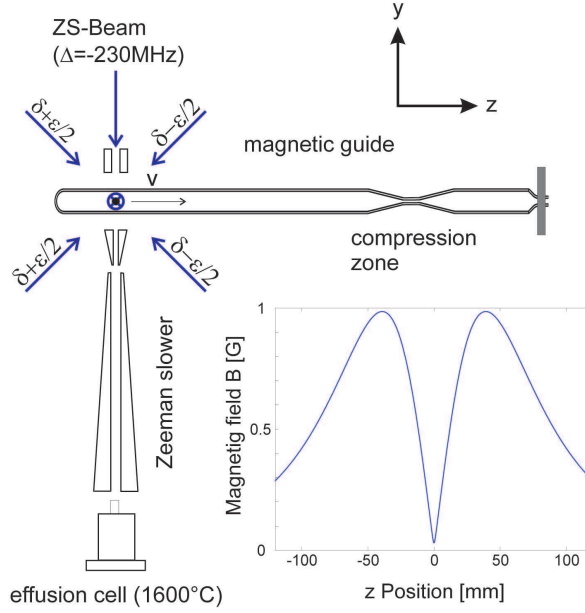 ZS-Beam
(Δ=-230MHz)
δ+ε/2
δ-ε/2
y
z
magnetic guide
v
δ+ε/2
δ-ε/2
compression
zone
Zeeman slower
effusion cell (1600°C)
Magnetig field B [G]
1
0.5
0
-100
-50
0
50
100
z Position [mm]